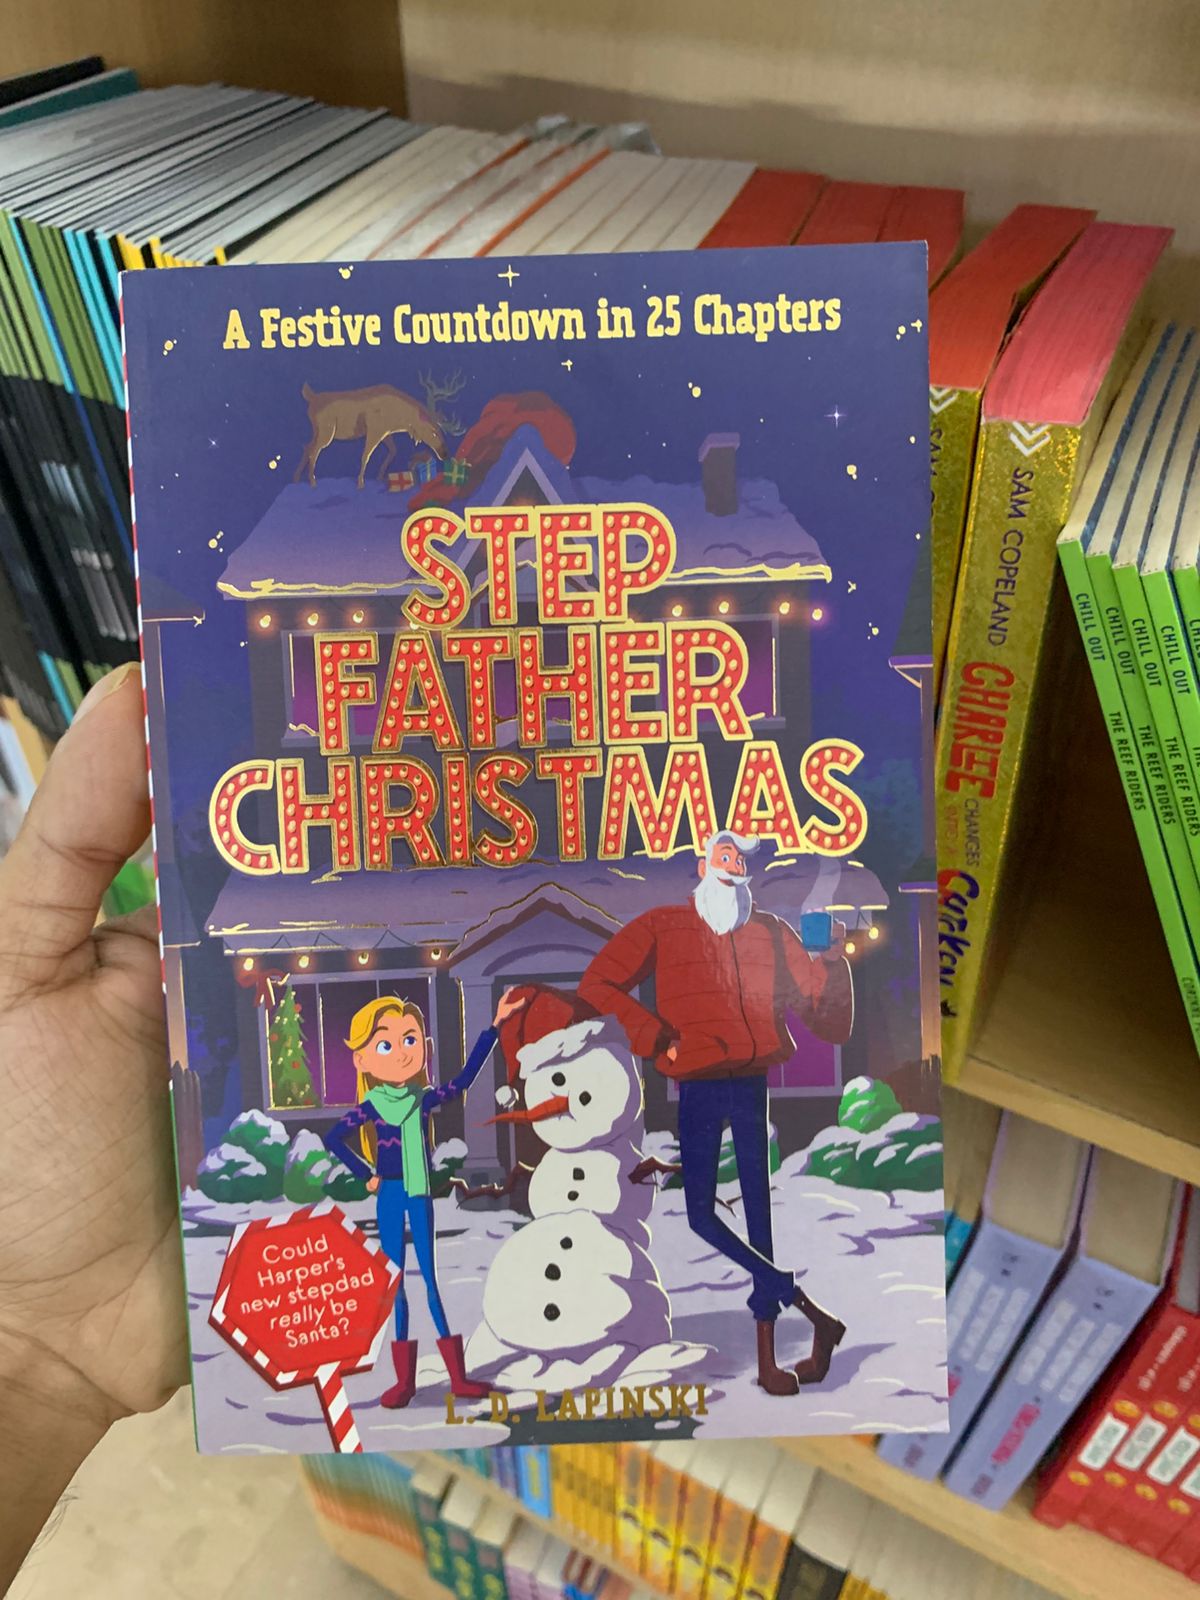 A Festive Countdown in 25 Chapters
STEP
FATHER
CHRISTMAS
Could
Harper's
new stepdad
really be
Santa?
L. D. LAPINSKI
SAM COPELAND
CHARLIE
CHANGES
INTO A
CHICKEN
CHILL OUT THE REEF RIDERS
CHILL OUT THE REEF RIDERS
CHILL OUT THE REEF RIDERS
CHILL OUT THE REEF RIDERS